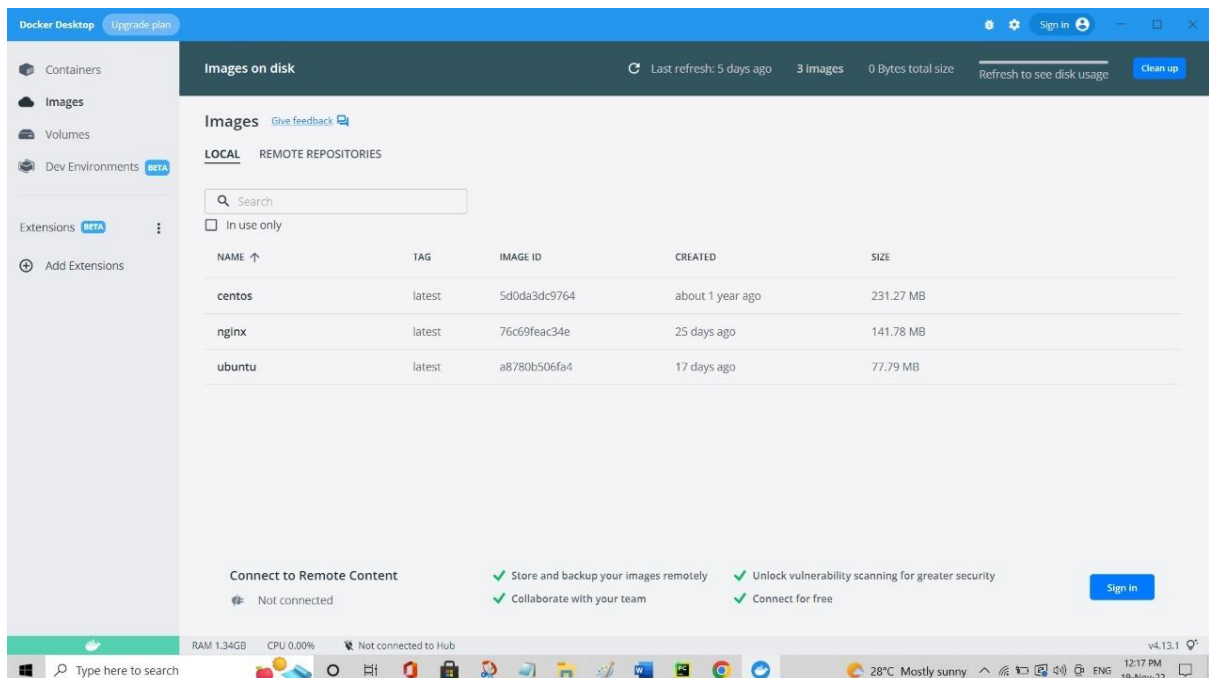 Docker Desktop Upgrade plan Sign in
Containers
Images
Volumes
Dev Environments BETA
Extensions BETA
Add Extensions
Images on disk Last refresh: 5 days ago 3 images 0 Bytes total size Refresh to see disk usage Clean up
Images Give feedback
LOCAL REMOTE REPOSITORIES
Search
In use only
NAME TAG IMAGE ID CREATED SIZE
centos latest 5d0da3dc9764 about 1 year ago 231.27 MB
nginx latest 76c69feac34e 25 days ago 141.78 MB
ubuntu latest a8780b506fa4 17 days ago 77.79 MB
Connect to Remote Content
Not connected
Store and backup your images remotely
Collaborate with your team
Unlock vulnerability scanning for greater security
Connect for free
Sign in
RAM 1.34GB CPU 0.00% Not connected to Hub v4.13.1
Type here to search 28°C Mostly sunny ENG 12:17 PM
19-Nov-22